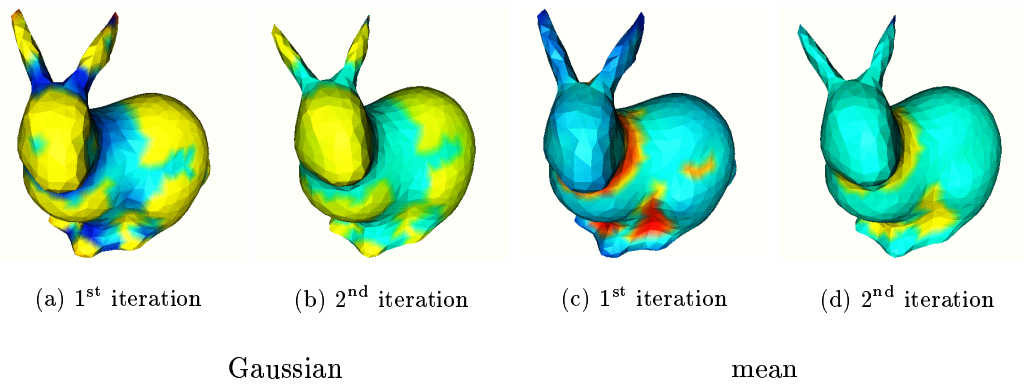 (a) 1st iteration (b) 2nd iteration (c) 1st iteration (d) 2nd iteration
Gaussian mean